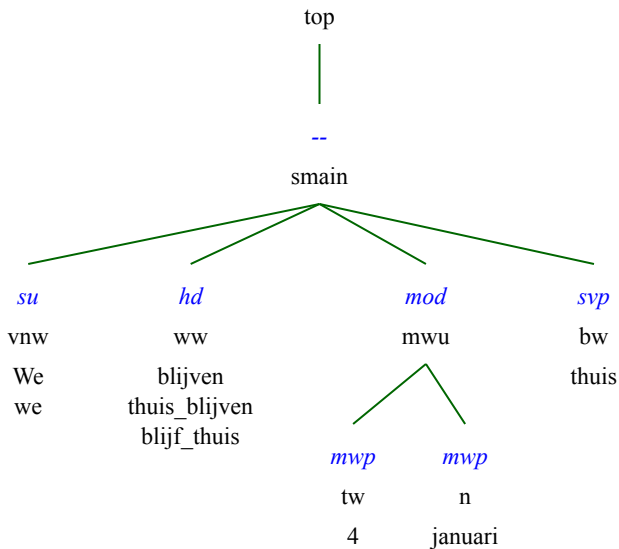 top
--
smain
su hd mod svp
vnw ww mwu bw
We blijven thuis
we thuis_blijven
blijf_thuis
mwp mwp
tw n
4 januari